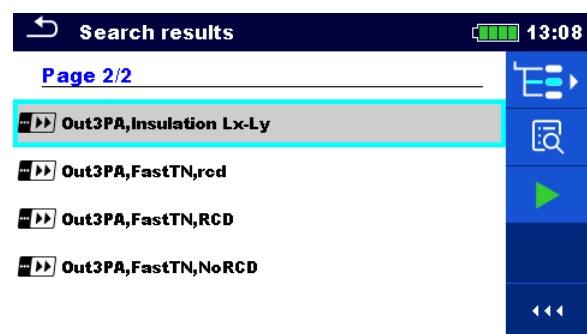 Search results
13:08
Page 2/2
Out3PA,Insulation Lx-Ly
Out3PA,FastTN,rcd
Out3PA,FastTN,RCD
Out3PA,FastTN,NoRCD